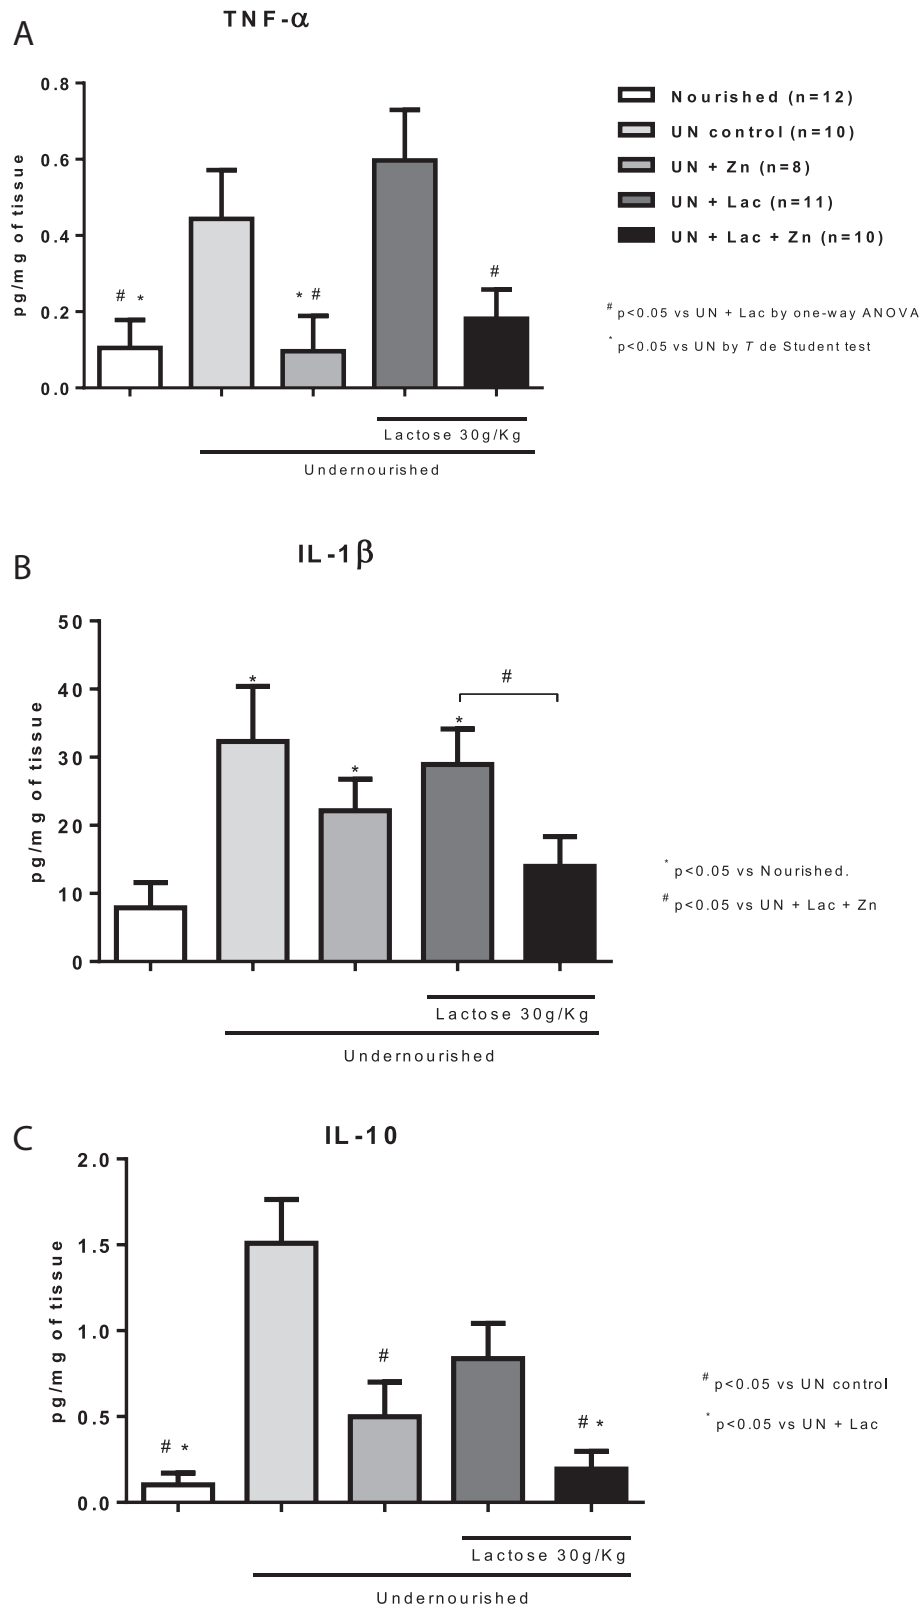 A
TNF-α
pg/mg of tissue
0.8
0.6
0.4
0.2
0.0
# *
* #
#
Nourished (n=12)
UN control (n=10)
UN + Zn (n=8)
UN + Lac (n=11)
UN + Lac + Zn (n=10)
# p<0.05 vs UN + Lac by one-way ANOVA
* p<0.05 vs UN by T de Student test
Lactose 30g/Kg
Undernourished
B
IL-1β
pg/mg of tissue
50
40
30
20
10
0
*
*
*
#
* p<0.05 vs Nourished.
# p<0.05 vs UN + Lac + Zn
Lactose 30g/Kg
Undernourished
C
IL-10
pg/mg of tissue
2.0
1.5
1.0
0.5
0.0
# *
#
# *
# p<0.05 vs UN control
* p<0.05 vs UN + Lac
Lactose 30g/Kg
Undernourished